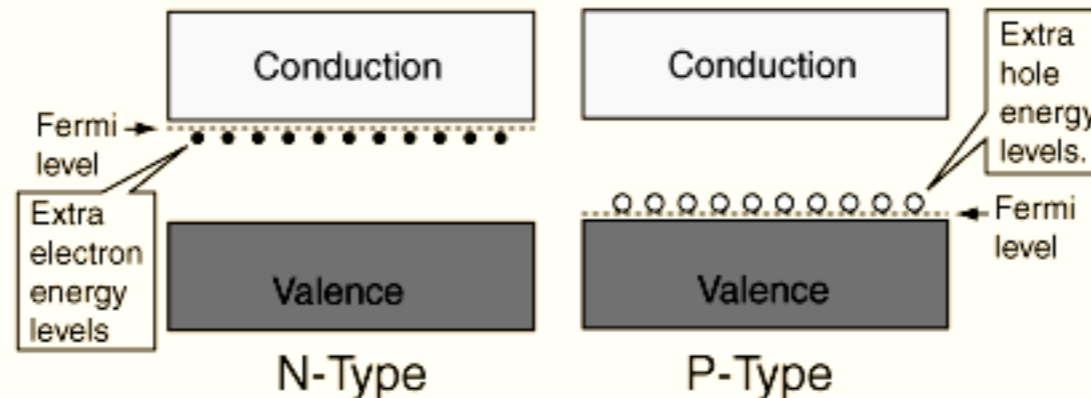 Conduction
Fermi
level
Extra
electron
energy
levels
Valence
N-Type
Conduction
Extra
hole
energy
levels.
Fermi
level
Valence
P-Type